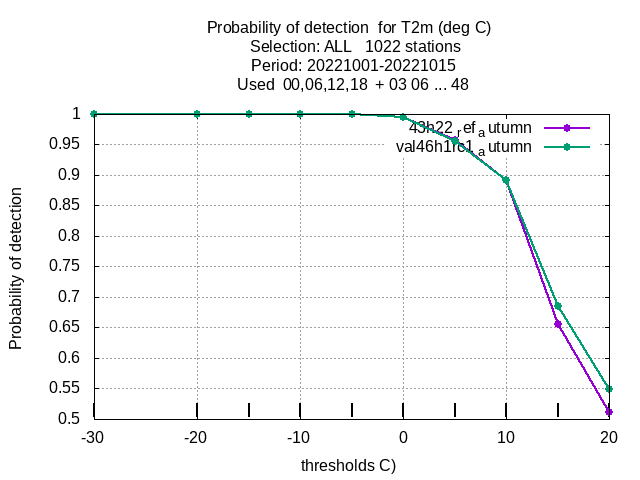 Probability of detection  for T2m (deg C)
Selection: ALL   1022 stations
Period: 20221001-20221015
Used  00,06,12,18  + 03 06 ... 48
Probability of detection
1
0.95
0.9
0.85
0.8
0.75
0.7
0.65
0.6
0.55
0.5
43h22_ref_autumn
val46h1rc1_autumn
-30
-20
-10
0
10
20
thresholds C)